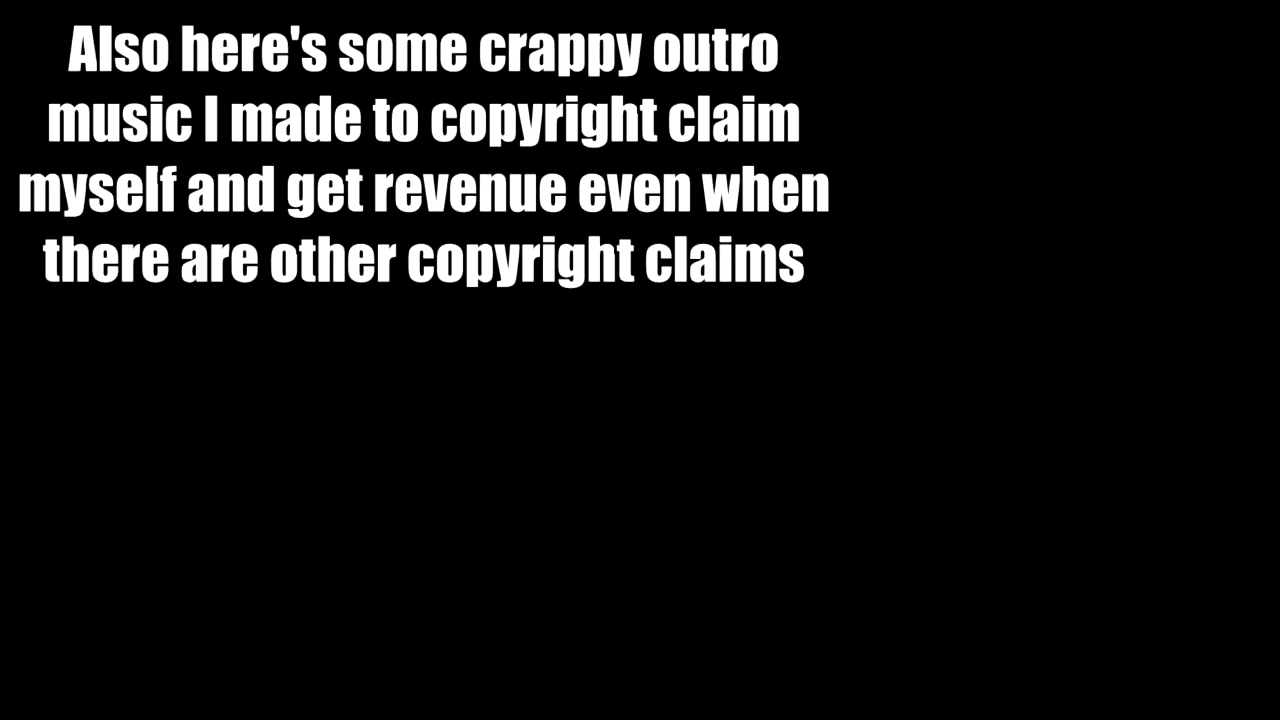 Also here's some crappy outro
music I made to copyright claim
myself and get revenue even when
there are other copyright claims